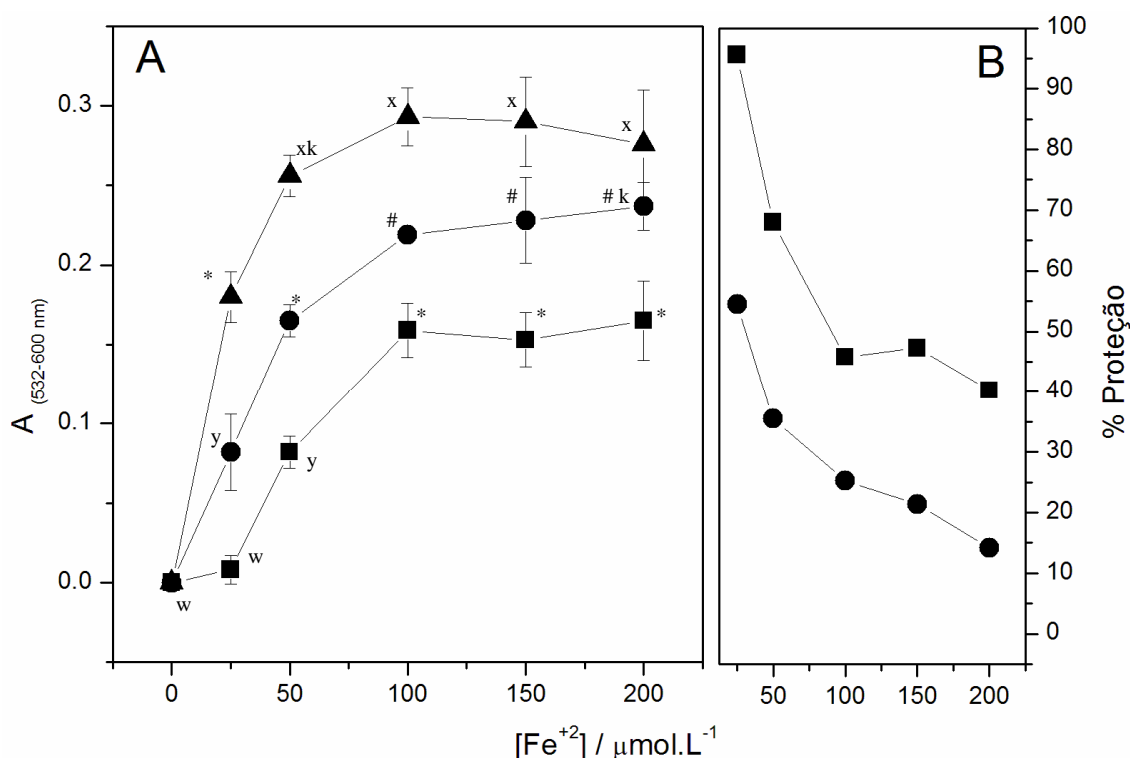 A
B
0.3
0.2
0.1
0.0
A (532-600 nm)
x
x
x
xk
*
#
#
# k
*
y
*
*
*
y
w
w
0
50
100
150
200
50
100
150
200
[Fe⁺²] / μmol.L⁻¹
100
90
80
70
60
50
40
30
20
10
0
% Proteção